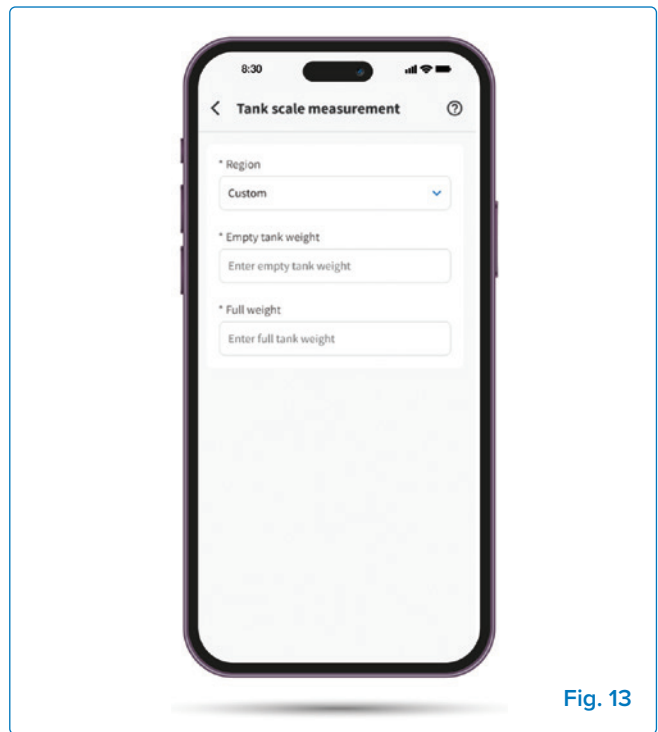 8:30
Tank scale measurement
* Region
Custom
* Empty tank weight
Enter empty tank weight
* Full weight
Enter full tank weight
Fig. 13